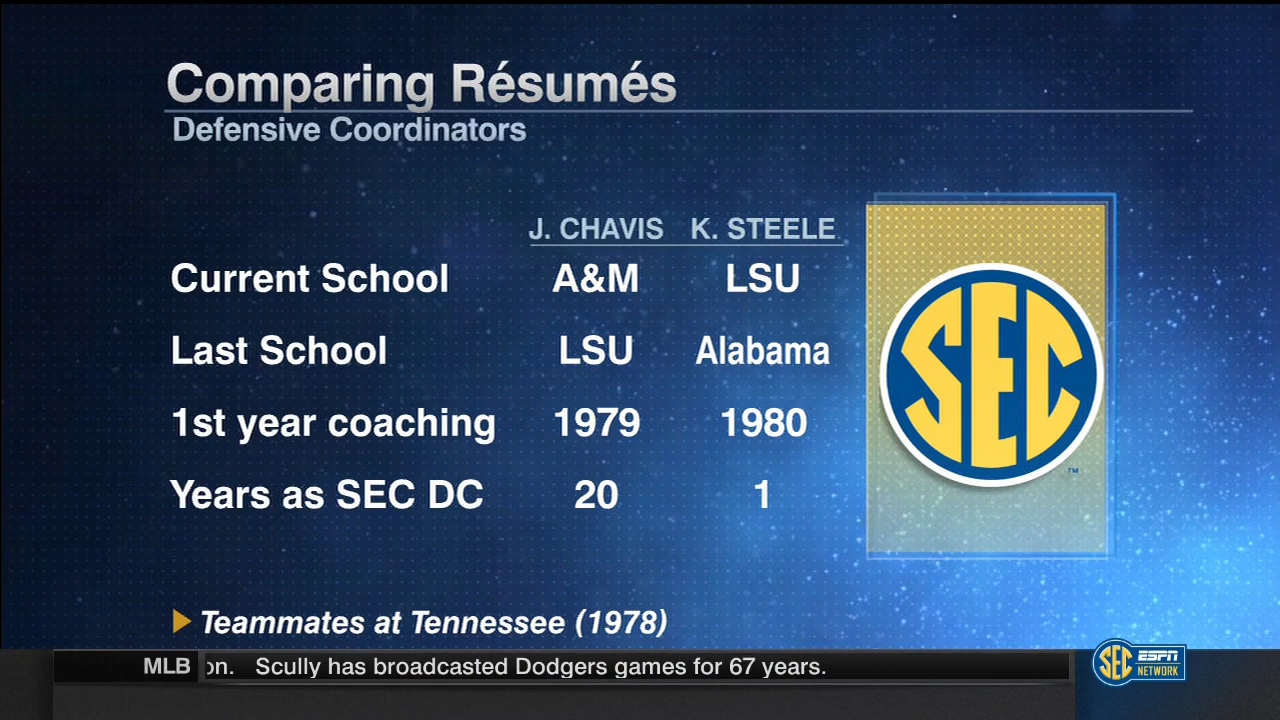 Comparing Résumés
Defensive Coordinators
J. CHAVIS K. STEELE
Current School A&M LSU
Last School LSU Alabama
1st year coaching 1979 1980
Years as SEC DC 20 1
SEC
™
Teammates at Tennessee (1978)
MLB on. Scully has broadcasted Dodgers games for 67 years.
SEC ESPN
NETWORK